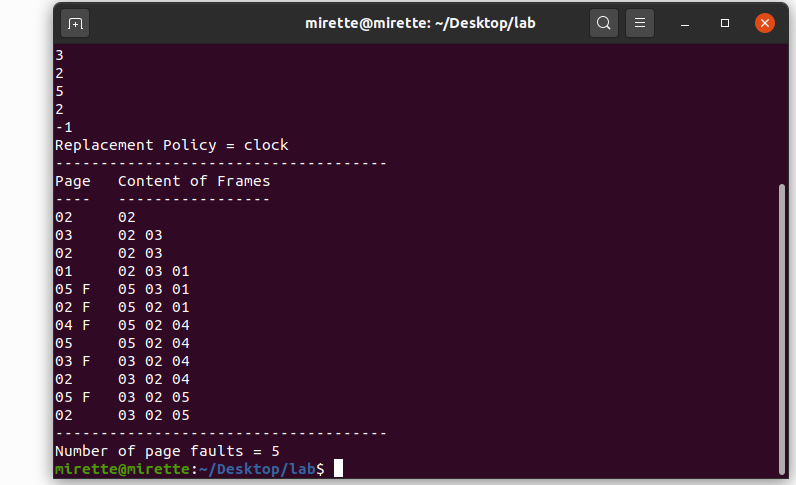 mirette@mirette: ~/Desktop/lab
3
2
5
2
-1
Replacement Policy = clock
-------------------------------------
Page   Content of Frames
----   -----------------
02     02
03     02 03
02     02 03
01     02 03 01
05 F   05 03 01
02 F   05 02 01
04 F   05 02 04
05     05 02 04
03 F   03 02 04
02     03 02 04
05 F   03 02 05
02     03 02 05
-------------------------------------
Number of page faults = 5
mirette@mirette:~/Desktop/lab$